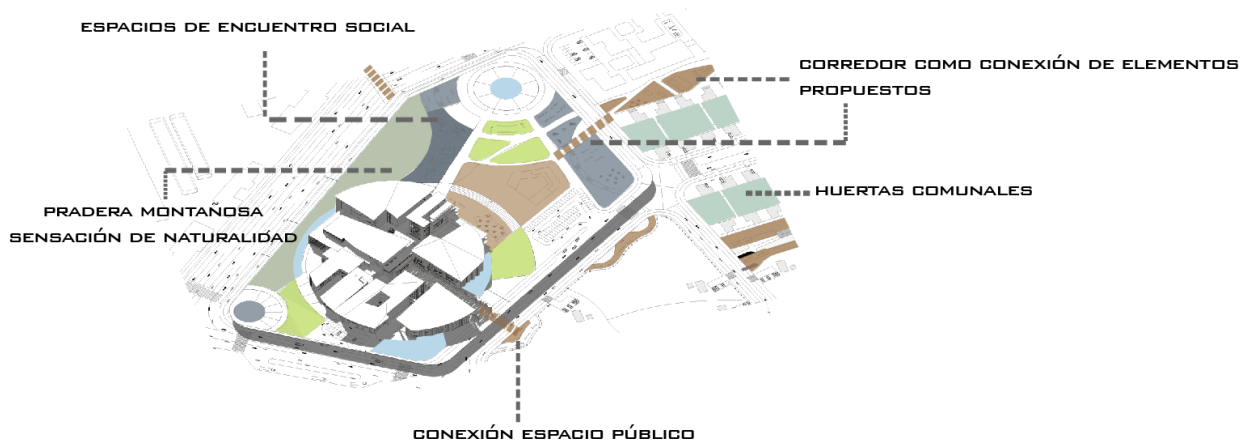 ESPACIOS DE ENCUENTRO SOCIAL
CORREDOR COMO CONEXIÓN DE ELEMENTOS
PROPUESTOS
HUERTAS COMUNALES
PRADERA MONTAÑOSA
SENSACIÓN DE NATURALIDAD
CONEXIÓN ESPACIO PÚBLICO